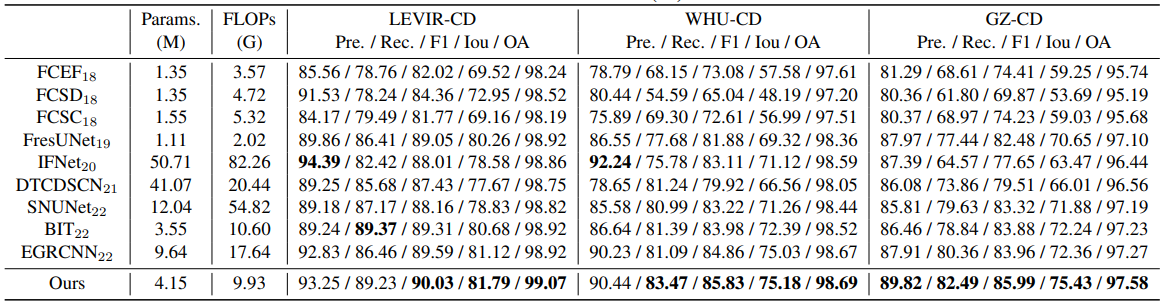 Params. FLOPs LEVIR-CD WHU-CD GZ-CD
(M) (G) Pre. / Rec. / F1 / Iou / OA Pre. / Rec. / F1 / Iou / OA Pre. / Rec. / F1 / Iou / OA
FCEF18 1.35 3.57 85.56 / 78.76 / 82.02 / 69.52 / 98.24 78.79 / 68.15 / 73.08 / 57.58 / 97.61 81.29 / 68.61 / 74.41 / 59.25 / 95.74
FCSD18 1.35 4.72 91.53 / 78.24 / 84.36 / 72.95 / 98.52 80.44 / 54.59 / 65.04 / 48.19 / 97.20 80.36 / 61.80 / 69.87 / 53.69 / 95.19
FCSC18 1.55 5.32 84.17 / 79.49 / 81.77 / 69.16 / 98.19 75.89 / 69.30 / 72.61 / 56.99 / 97.51 80.37 / 68.97 / 74.23 / 59.03 / 95.68
FresUNet19 1.11 2.02 89.86 / 86.41 / 89.05 / 80.26 / 98.92 86.55 / 77.68 / 81.88 / 69.32 / 98.36 87.97 / 77.44 / 82.48 / 70.65 / 97.10
IFNet20 50.71 82.26 94.39 / 82.42 / 88.01 / 78.58 / 98.86 92.24 / 75.78 / 83.11 / 71.12 / 98.59 87.39 / 64.57 / 77.65 / 63.47 / 96.44
DTCDSCN21 41.07 20.44 89.25 / 85.68 / 87.43 / 77.67 / 98.75 78.65 / 81.24 / 79.92 / 66.56 / 98.05 86.08 / 73.86 / 79.51 / 66.01 / 96.56
SNUNet22 12.04 54.82 89.18 / 87.17 / 88.16 / 78.83 / 98.82 85.58 / 80.99 / 83.22 / 71.26 / 98.44 85.81 / 79.63 / 83.32 / 71.88 / 97.19
BIT22 3.55 10.60 89.24 / 89.37 / 89.31 / 80.68 / 98.92 86.64 / 81.39 / 83.98 / 72.39 / 98.52 86.46 / 78.84 / 83.88 / 72.24 / 97.23
EGRCNN22 9.64 17.64 92.83 / 86.46 / 89.59 / 81.12 / 98.92 90.23 / 81.09 / 84.86 / 75.03 / 98.67 87.91 / 80.36 / 83.96 / 72.36 / 97.27
Ours 4.15 9.93 93.25 / 89.23 / 90.03 / 81.79 / 99.07 90.44 / 83.47 / 85.83 / 75.18 / 98.69 89.82 / 82.49 / 85.99 / 75.43 / 97.58